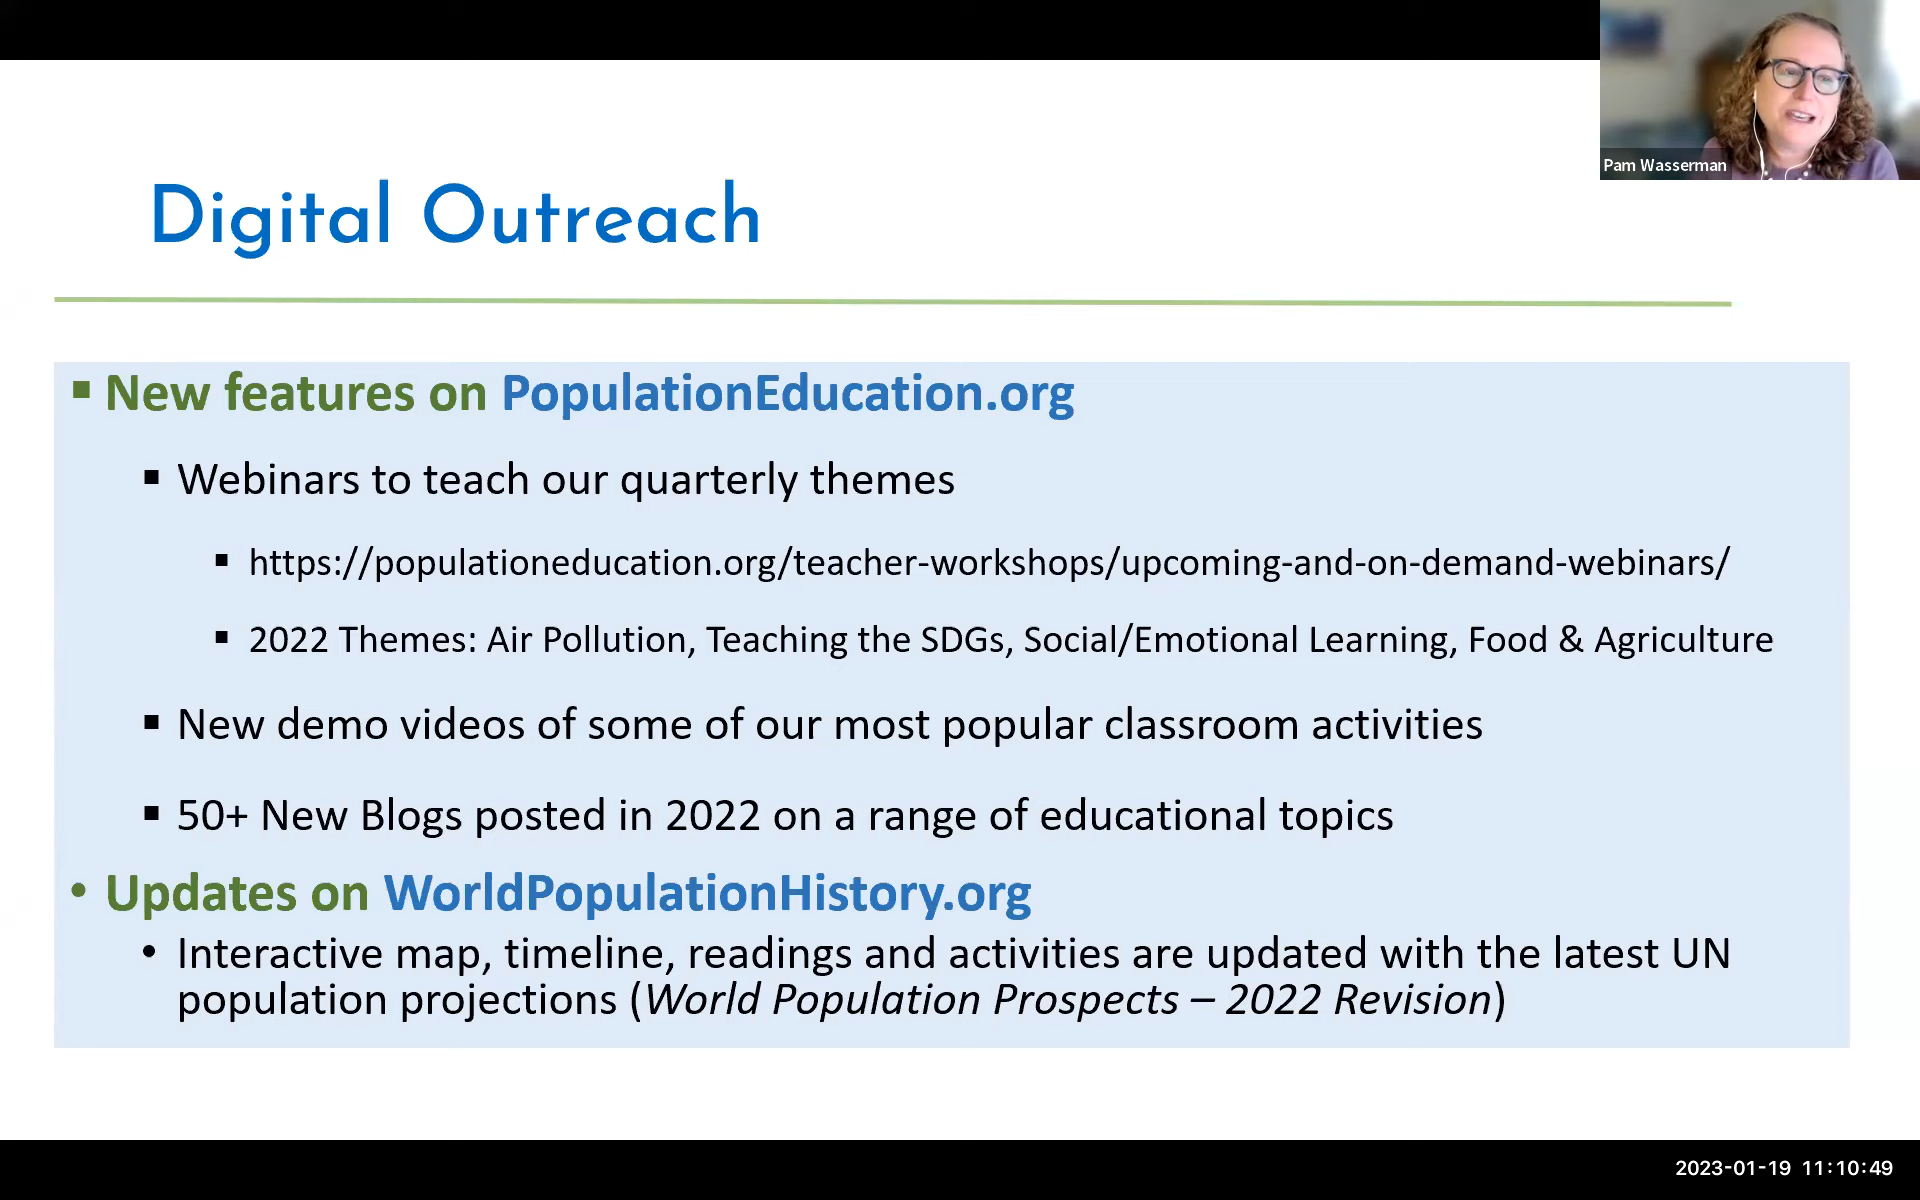 Pam Wasserman
Digital Outreach
▪ New features on PopulationEducation.org
▪ Webinars to teach our quarterly themes
▪ https://populationeducation.org/teacher-workshops/upcoming-and-on-demand-webinars/
▪ 2022 Themes: Air Pollution, Teaching the SDGs, Social/Emotional Learning, Food & Agriculture
▪ New demo videos of some of our most popular classroom activities
▪ 50+ New Blogs posted in 2022 on a range of educational topics
• Updates on WorldPopulationHistory.org
• Interactive map, timeline, readings and activities are updated with the latest UN
population projections (World Population Prospects – 2022 Revision)
2023-01-19 11:10:49